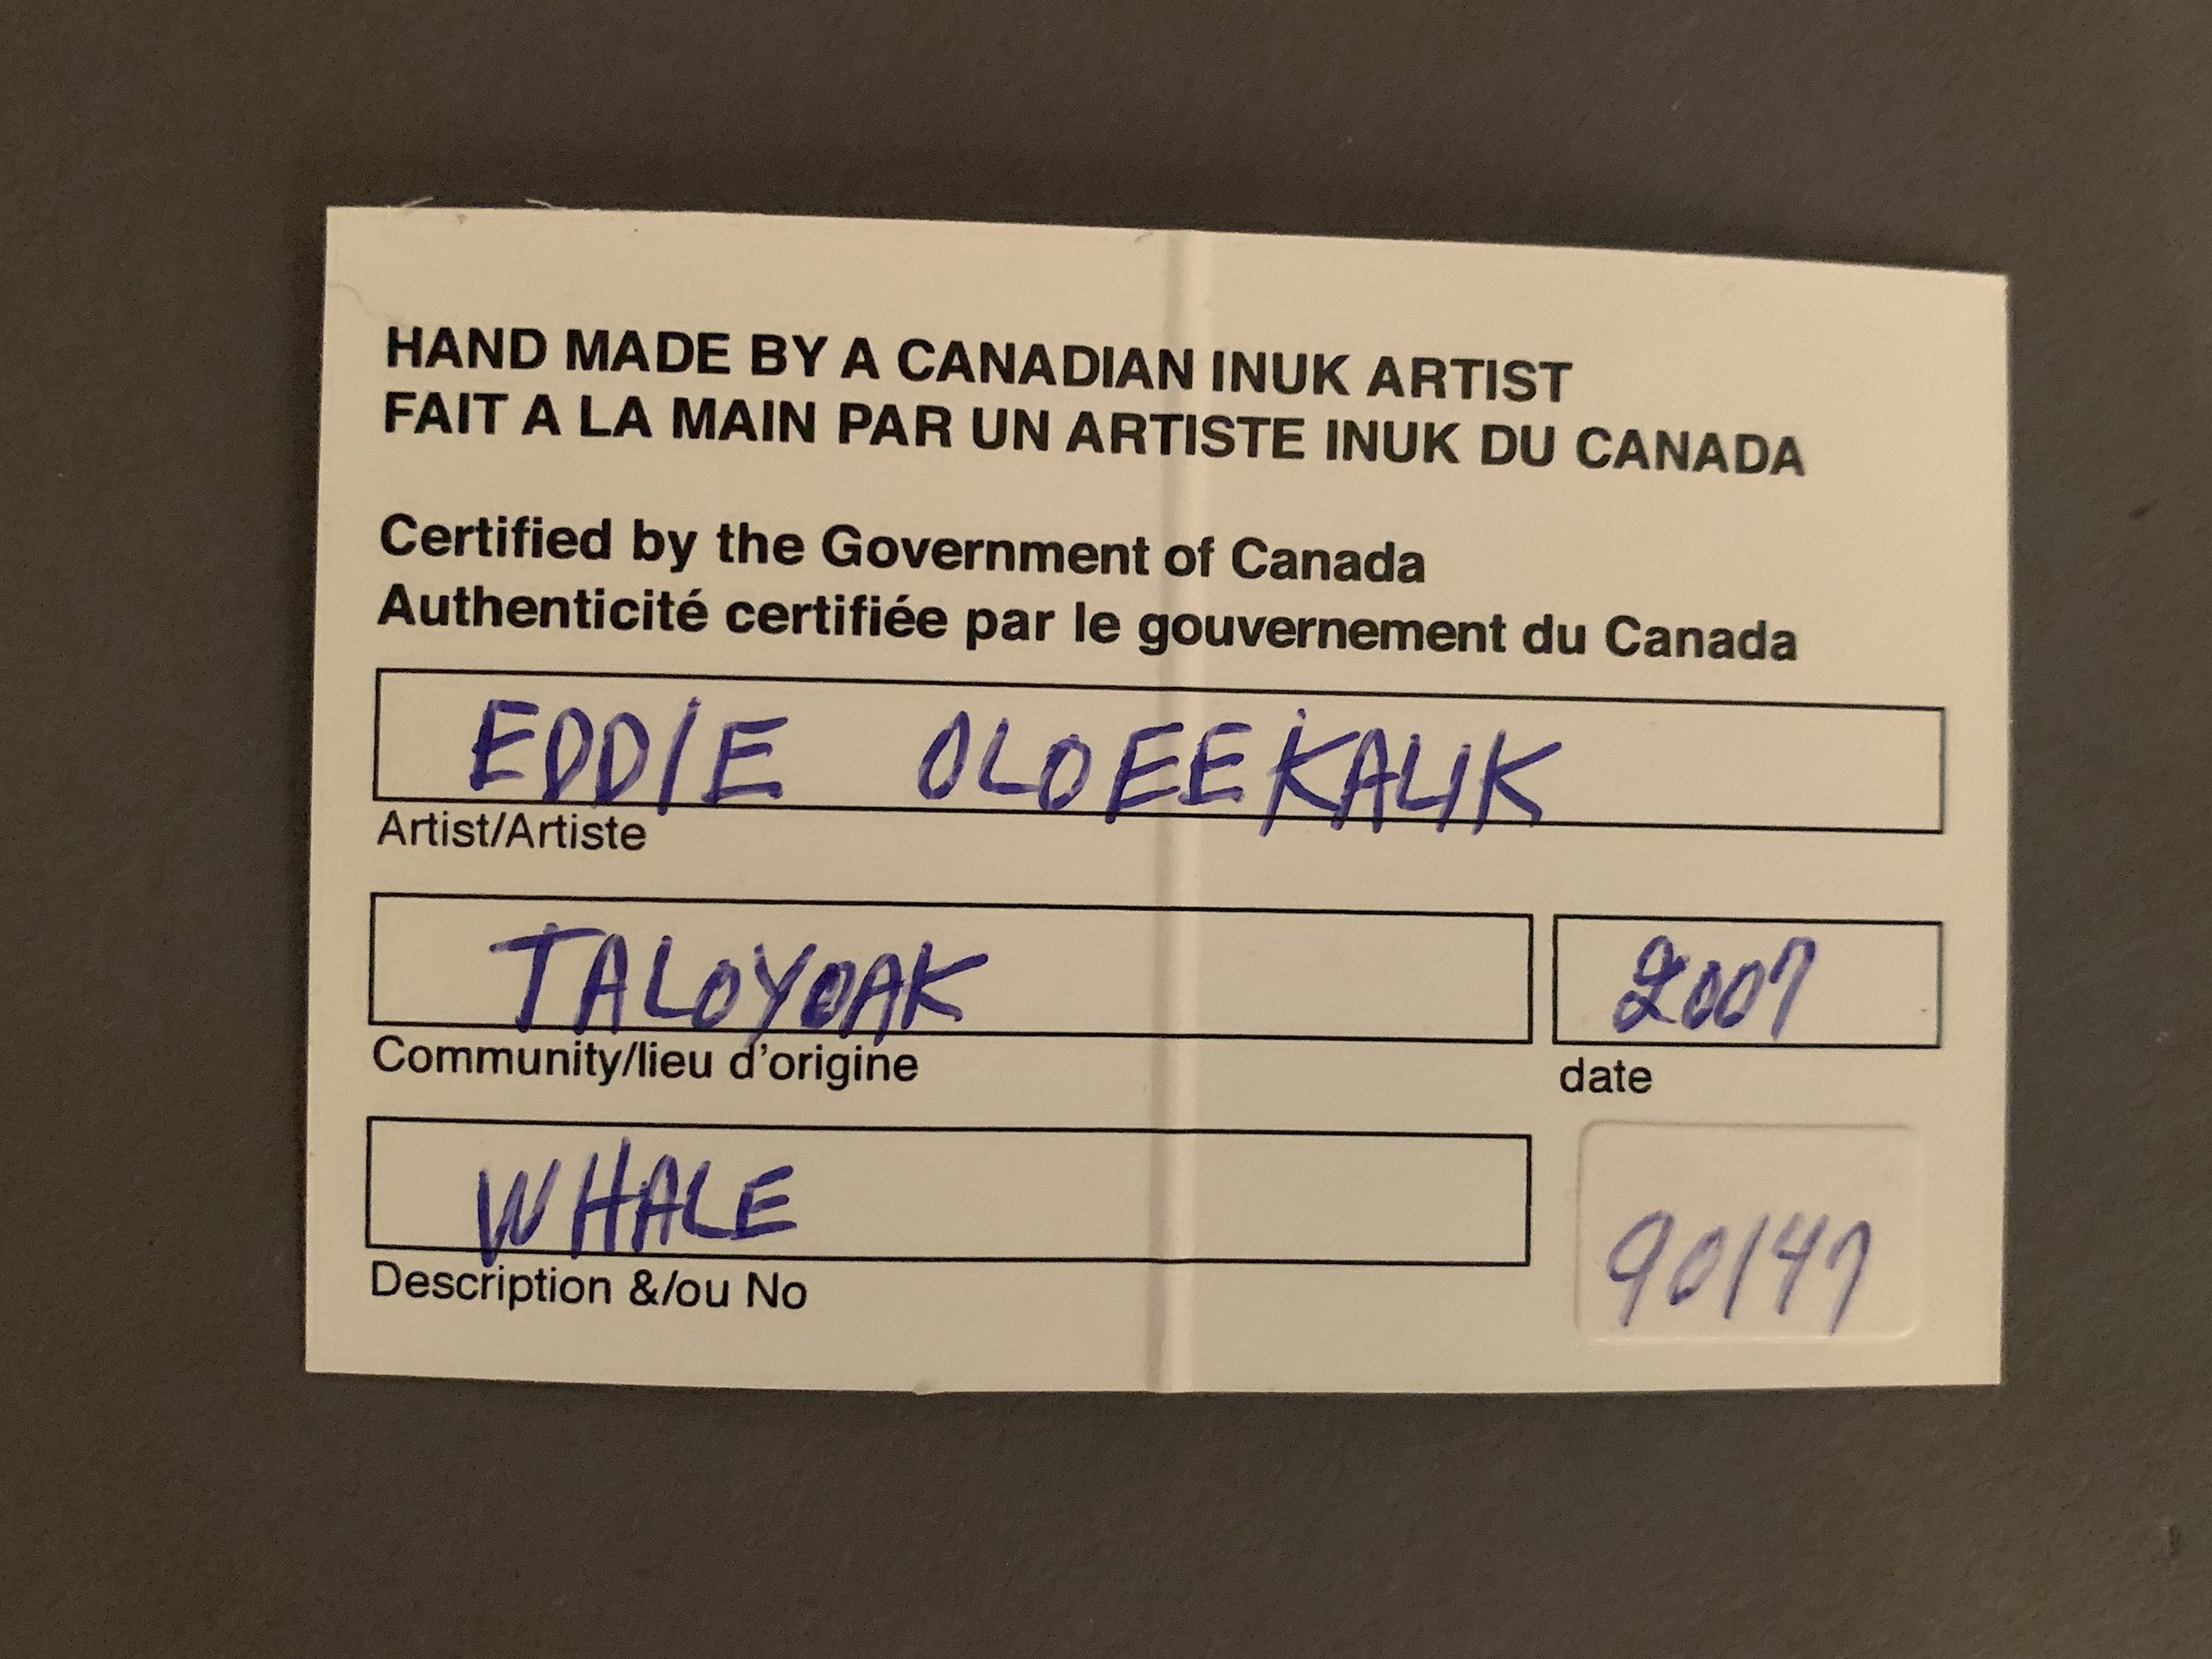 HAND MADE BY A CANADIAN INUK ARTIST
FAIT A LA MAIN PAR UN ARTISTE INUK DU CANADA
Certified by the Government of Canada
Authenticité certifiée par le gouvernement du Canada
EDDIE OLOEEKALIK
Artist/Artiste
TALOYOAK 2007
Community/lieu d'origine date
WHALE
90147
Description &/ou No